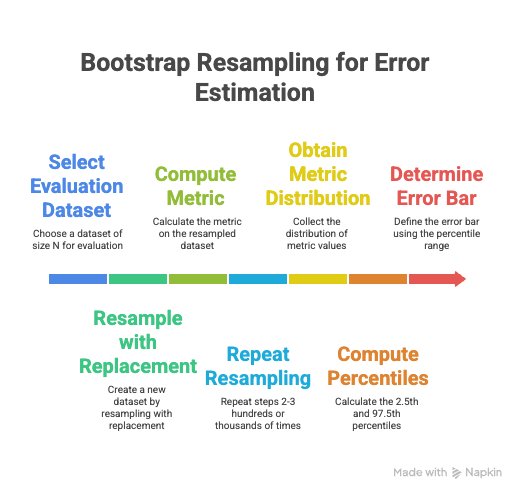 Bootstrap Resampling for Error
Estimation
Select
Evaluation
Dataset
Choose a dataset of
size N for evaluation
Resample
with
Replacement
Create a new
dataset by
resampling with
replacement
Compute
Metric
Calculate the metric
on the resampled
dataset
Repeat
Resampling
Repeat steps 2-3
hundreds or
thousands of times
Obtain
Metric
Distribution
Collect the
distribution of
metric values
Compute
Percentiles
Calculate the 2.5th
and 97.5th
percentiles
Determine
Error Bar
Define the error bar
using the percentile
range
Made with Napkin